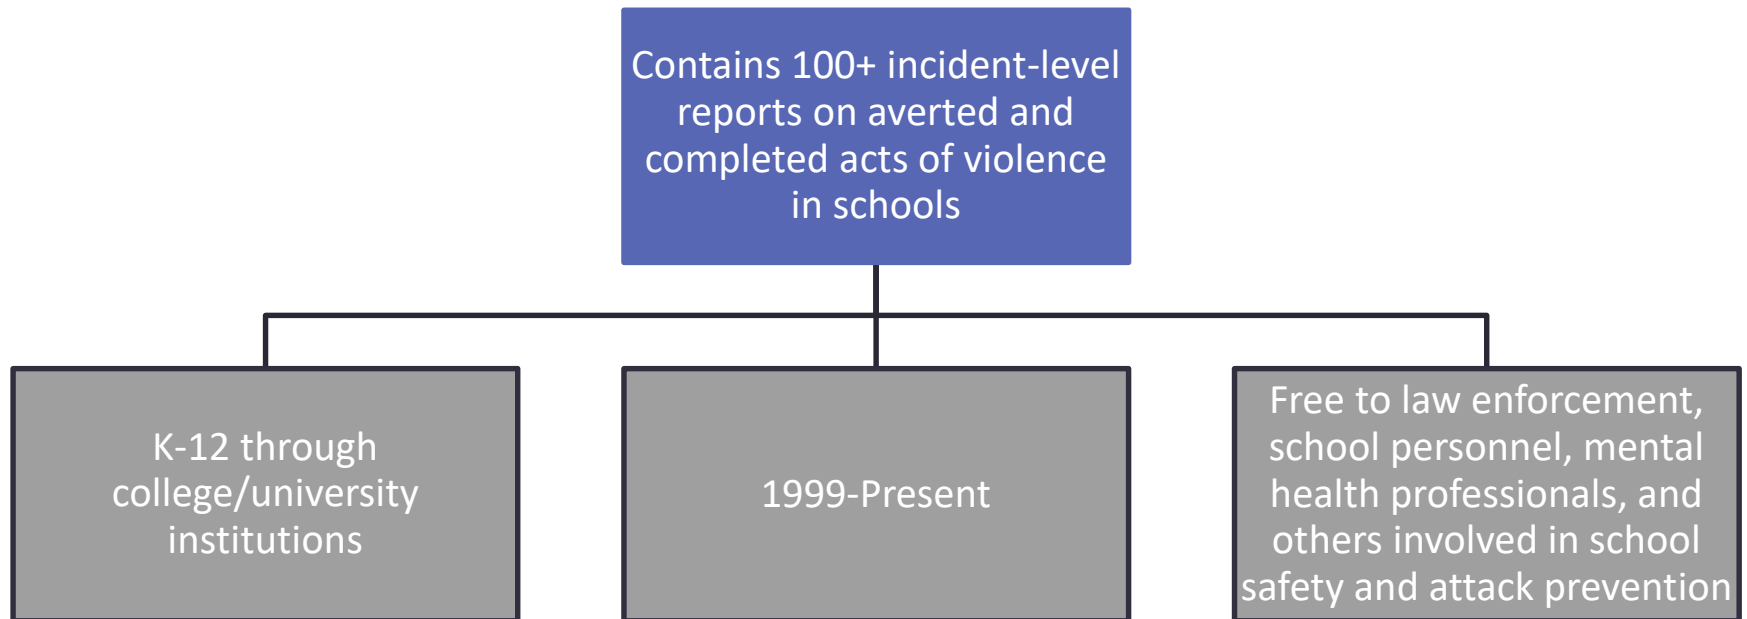 Contains 100+ incident-level
reports on averted and
completed acts of violence
in schools
K-12 through
college/university
institutions
1999-Present
Free to law enforcement,
school personnel, mental
health professionals, and
others involved in school
safety and attack prevention